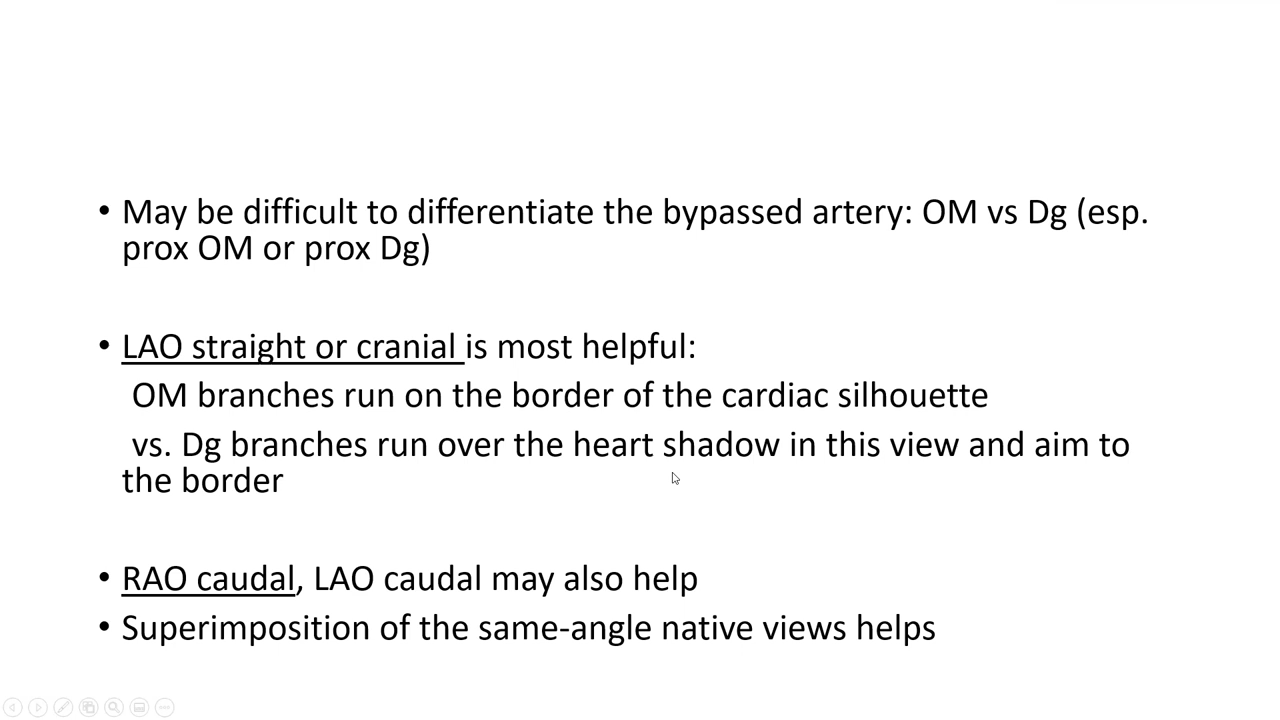 • May be difficult to differentiate the bypassed artery: OM vs Dg (esp.
prox OM or prox Dg)
• LAO straight or cranial is most helpful:
OM branches run on the border of the cardiac silhouette
vs. Dg branches run over the heart shadow in this view and aim to
the border
• RAO caudal, LAO caudal may also help
• Superimposition of the same-angle native views helps